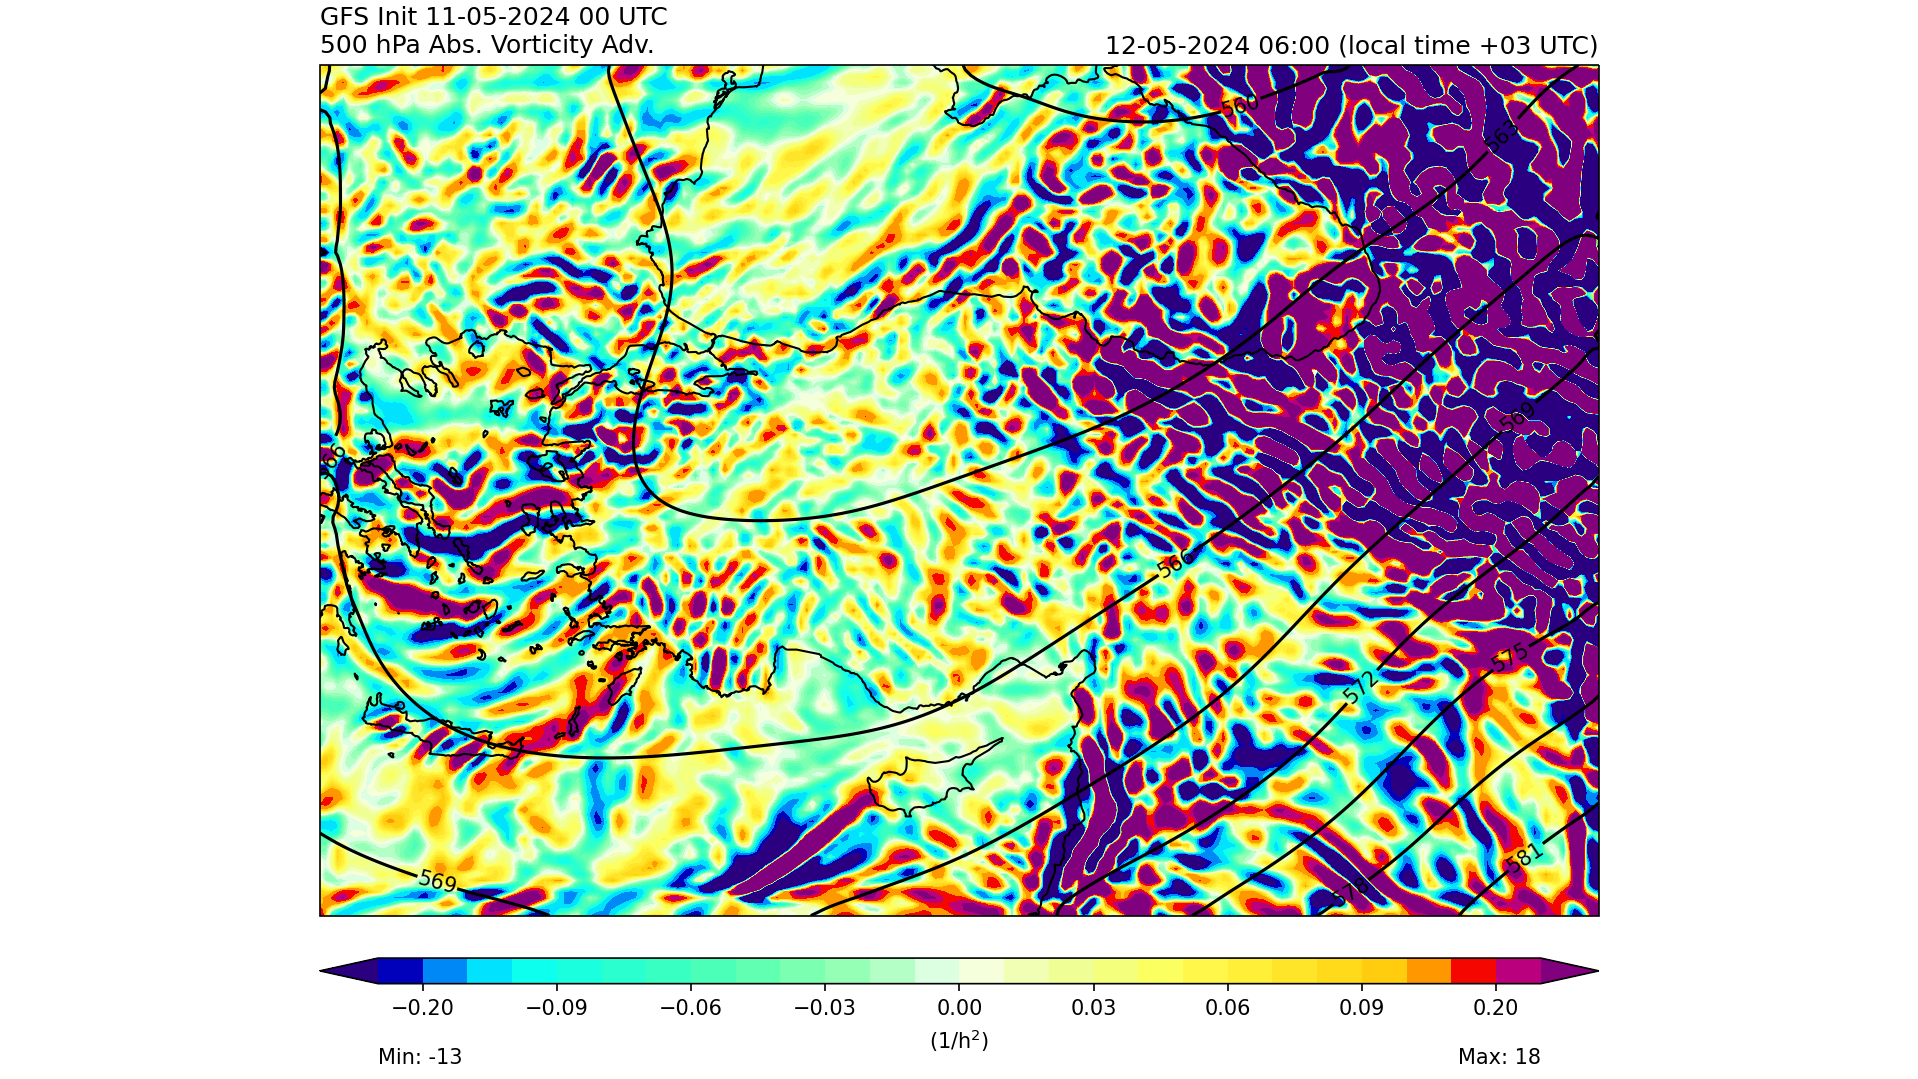 GFS Init 11-05-2024 00 UTC
500 hPa Abs. Vorticity Adv.
12-05-2024 06:00 (local time +03 UTC)
560
563
569
566
566
572
575
569
578
581
−0.20 −0.09 −0.06 −0.03 0.00 0.03 0.06 0.09 0.20
(1/h²)
Min: -13
Max: 18